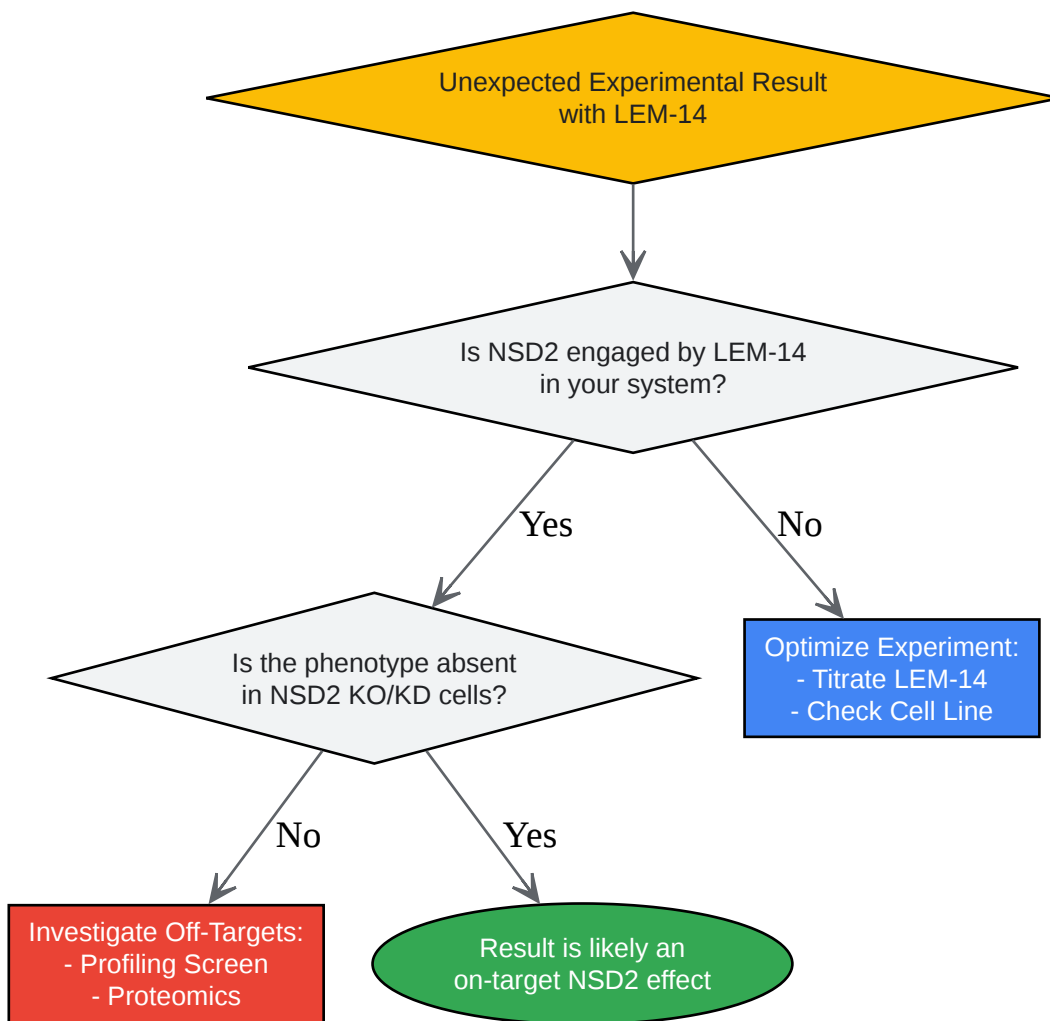 Unexpected Experimental Result
with LEM-14
Is NSD2 engaged by LEM-14
in your system?
Yes
No
Is the phenotype absent
in NSD2 KO/KD cells?
Optimize Experiment:
- Titrate LEM-14
- Check Cell Line
No
Yes
Investigate Off-Targets:
- Profiling Screen
- Proteomics
Result is likely an
on-target NSD2 effect